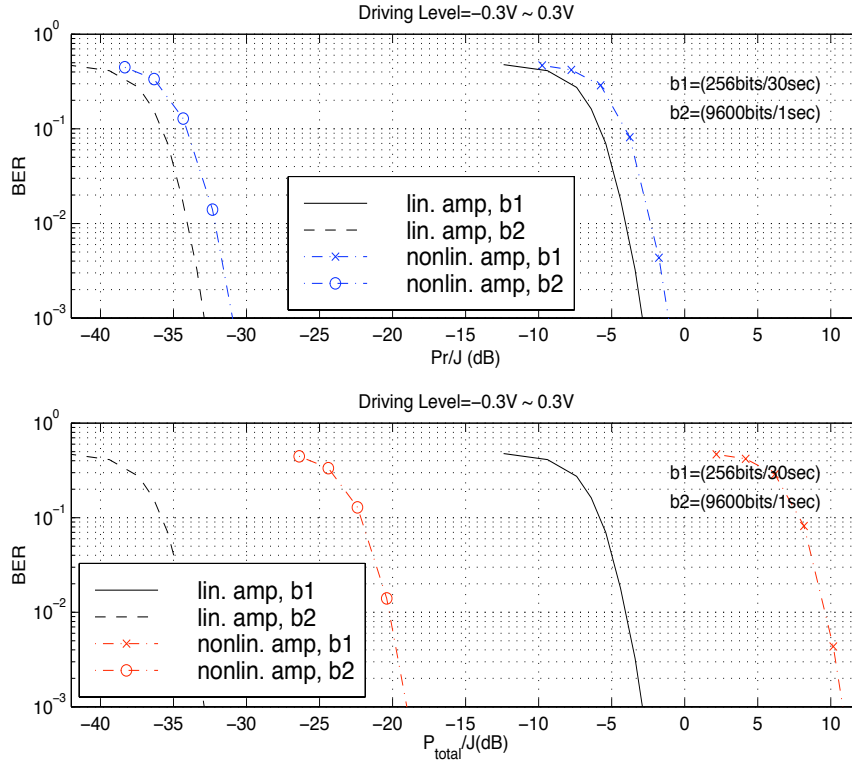 Driving Level=−0.3V ~ 0.3V
10^0
10^−1
10^−2
10^−3
BER
b1=(256bits/30sec)
b2=(9600bits/1sec)
lin. amp, b1
lin. amp, b2
nonlin. amp, b1
nonlin. amp, b2
−40 −35 −30 −25 −20 −15 −10 −5 0 5 10
Pr/J (dB)
Driving Level=−0.3V ~ 0.3V
10^0
10^−1
10^−2
10^−3
BER
b1=(256bits/30sec)
b2=(9600bits/1sec)
lin. amp, b1
lin. amp, b2
nonlin. amp, b1
nonlin. amp, b2
−40 −35 −30 −25 −20 −15 −10 −5 0 5 10
P_total/J(dB)